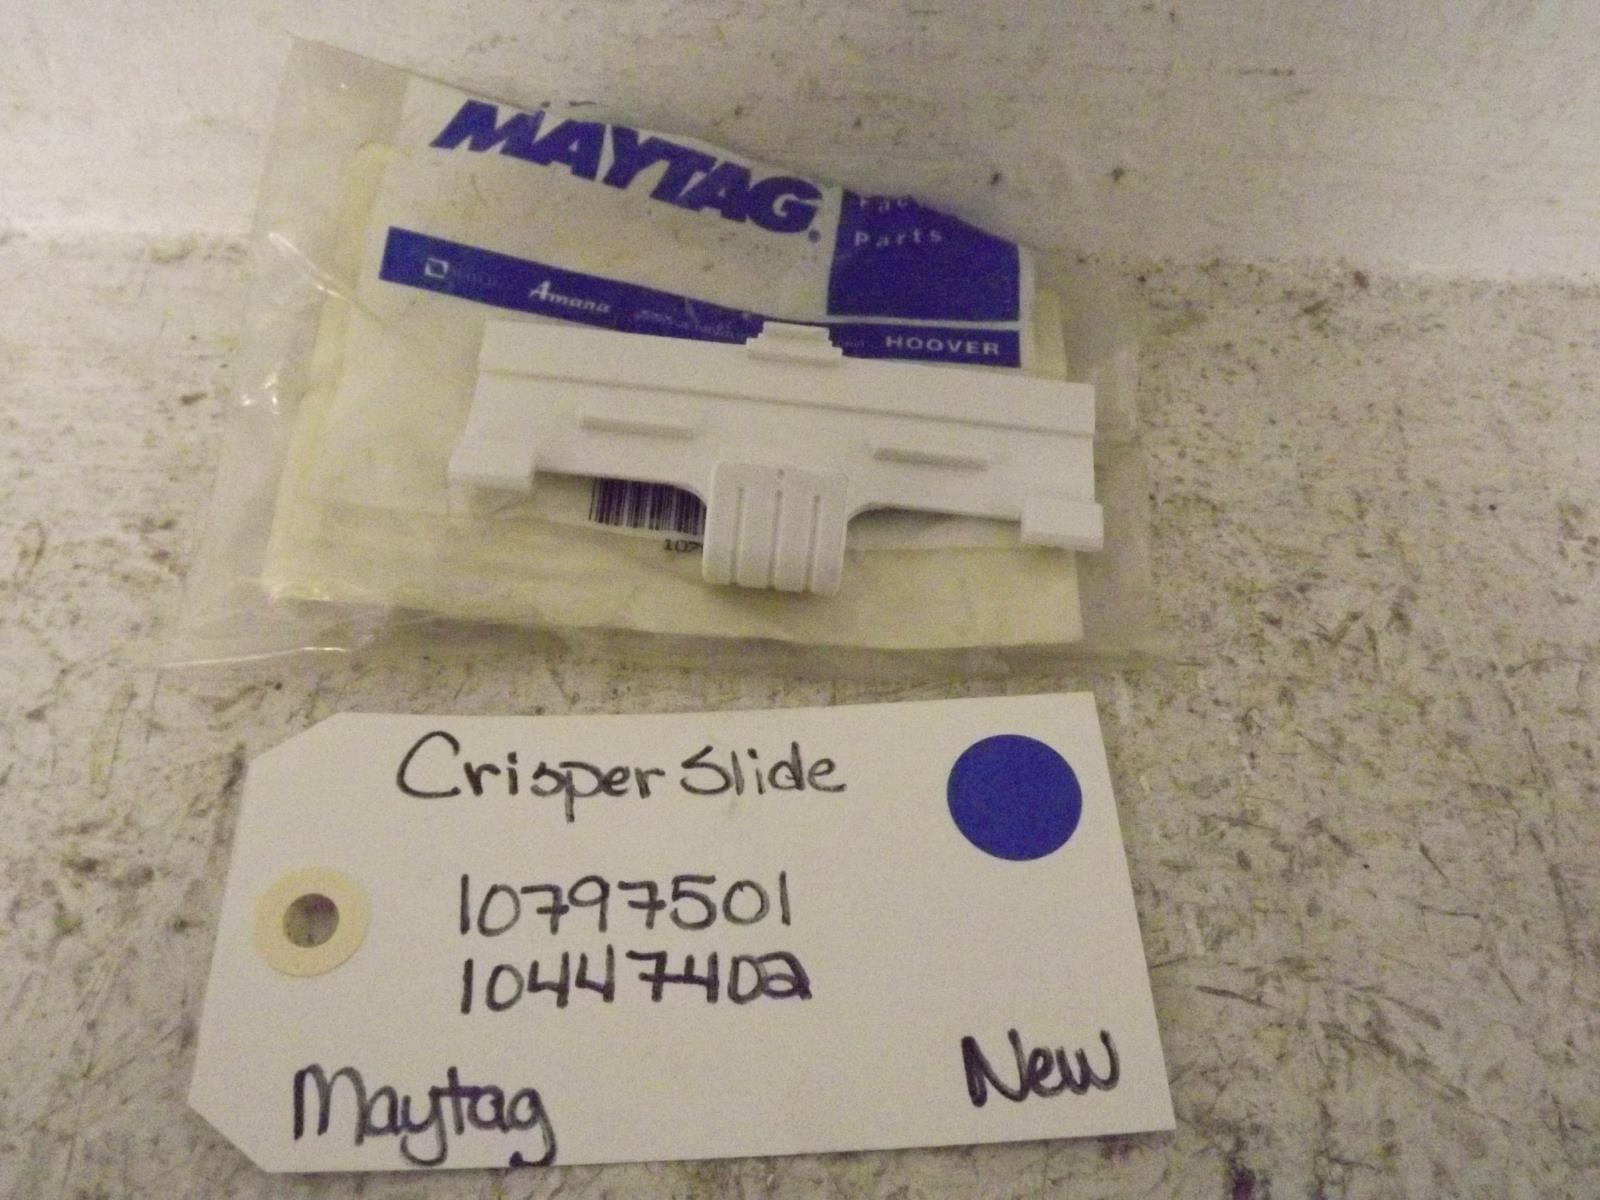 MAYTAG.
Parts
Amana
HOOVER
Crisper Slide
10797501
10447402
Maytag
New